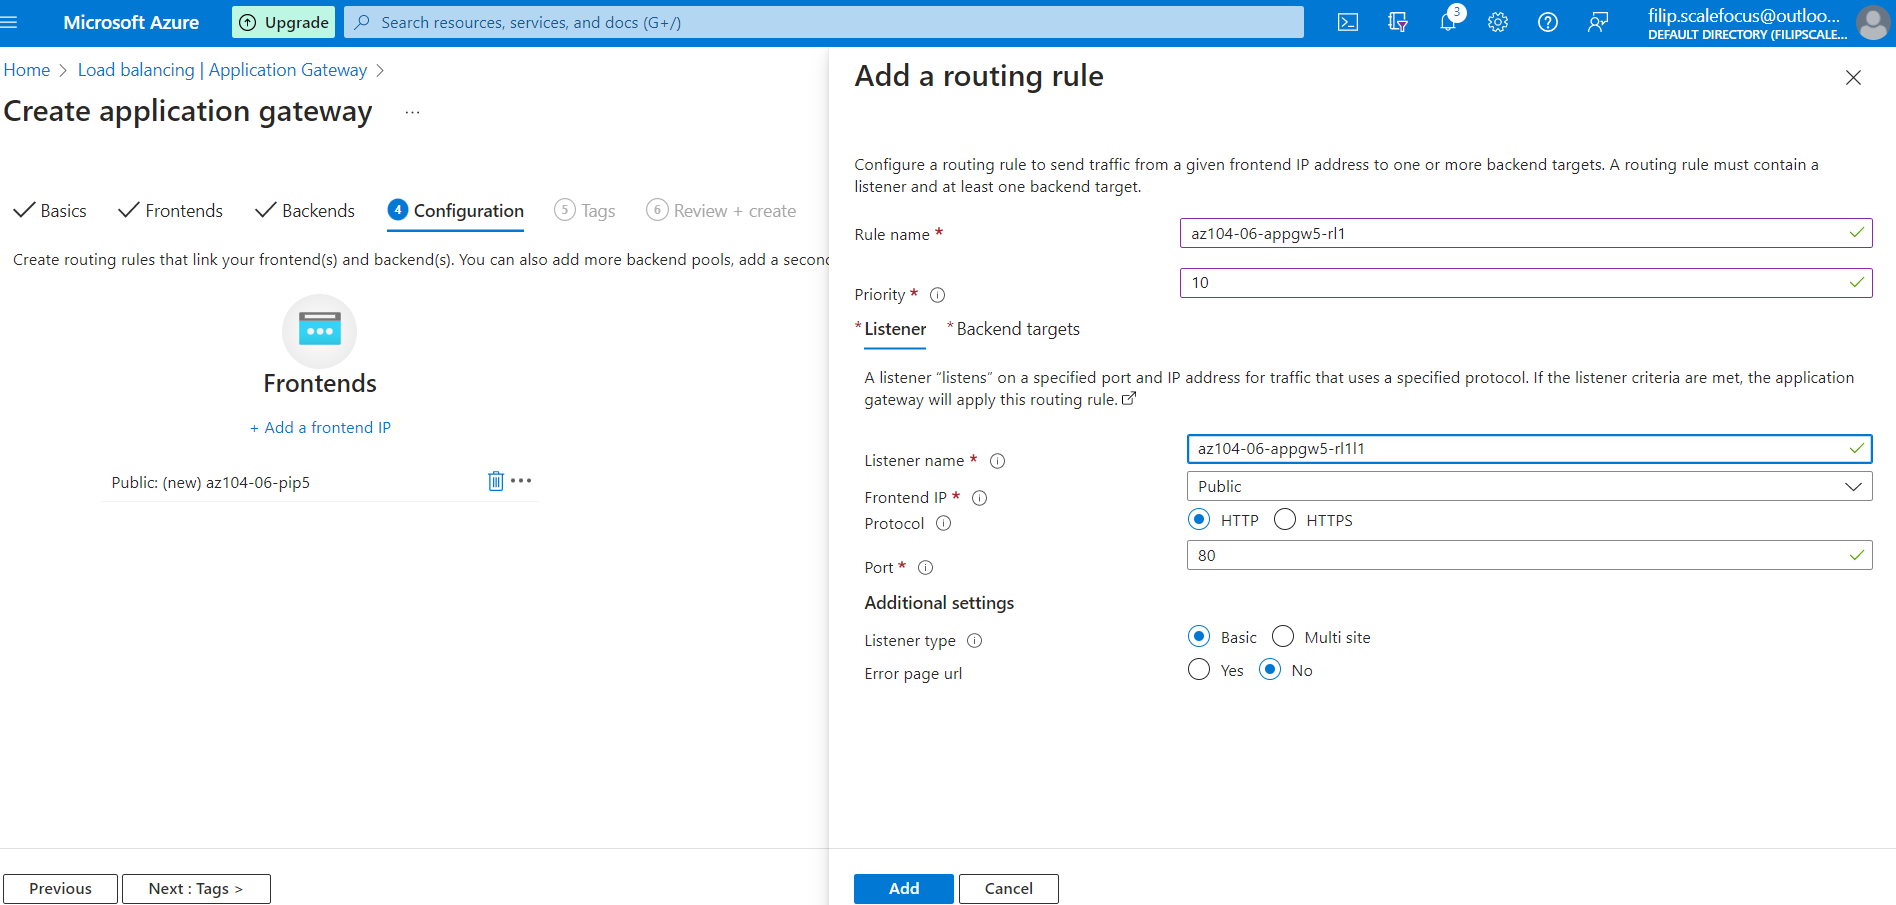 Microsoft Azure
Upgrade
Search resources, services, and docs (G+/)
3
filip.scalefocus@outloo...
DEFAULT DIRECTORY (FILIPSCALE...
Home > Load balancing | Application Gateway >
Create application gateway ...
Basics Frontends Backends 4 Configuration 5 Tags 6 Review + create
Create routing rules that link your frontend(s) and backend(s). You can also add more backend pools, add a second
Frontends
+ Add a frontend IP
Public: (new) az104-06-pip5
Previous
Next : Tags >
Add a routing rule
Configure a routing rule to send traffic from a given frontend IP address to one or more backend targets. A routing rule must contain a
listener and at least one backend target.
Rule name * az104-06-appgw5-rl1
Priority * 10
* Listener * Backend targets
A listener “listens” on a specified port and IP address for traffic that uses a specified protocol. If the listener criteria are met, the application
gateway will apply this routing rule.
Listener name * az104-06-appgw5-rl1l1
Frontend IP * Public
Protocol HTTP HTTPS
Port * 80
Additional settings
Listener type Basic Multi site
Error page url Yes No
Add
Cancel